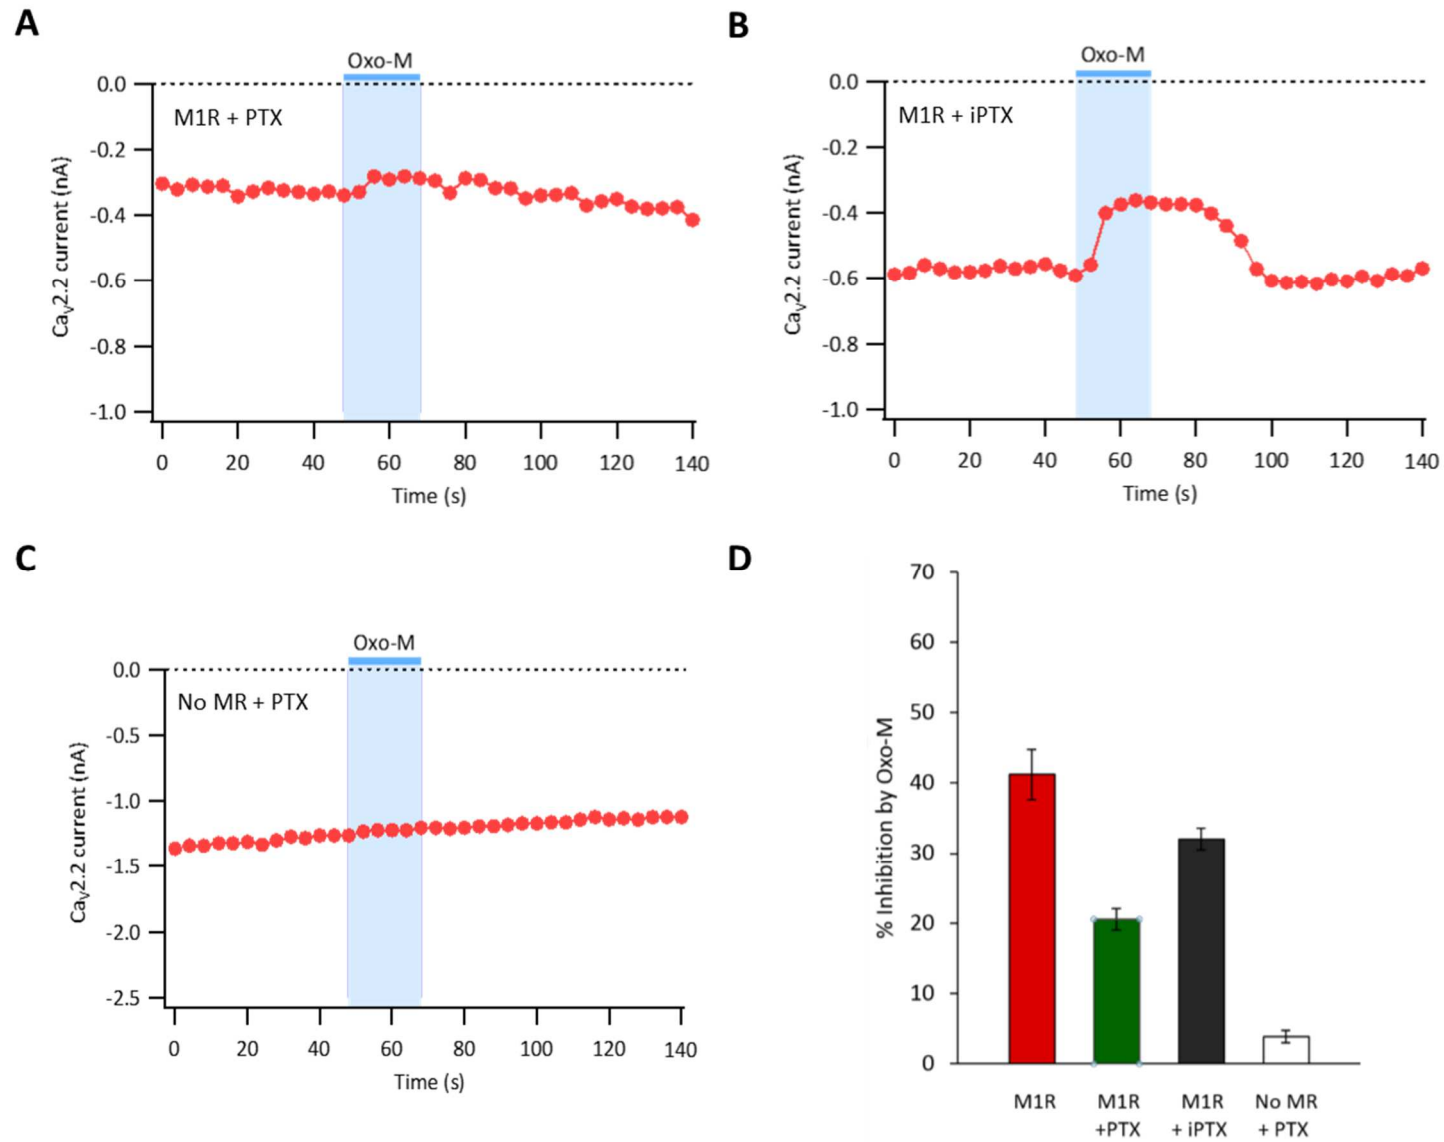 A
Oxo-M
0.0
M1R + PTX
-0.2
-0.4
-0.6
-0.8
-1.0
CaV2.2 current (nA)
0 20 40 60 80 100 120 140
Time (s)
B
Oxo-M
0.0
M1R + iPTX
-0.2
-0.4
-0.6
-0.8
-1.0
CaV2.2 current (nA)
0 20 40 60 80 100 120 140
Time (s)
C
Oxo-M
0.0
No MR + PTX
-0.5
-1.0
-1.5
-2.0
-2.5
CaV2.2 current (nA)
0 20 40 60 80 100 120 140
Time (s)
D
70
60
50
40
30
20
10
0
% Inhibition by Oxo-M
M1R
M1R
+PTX
M1R
+ iPTX
No MR
+ PTX